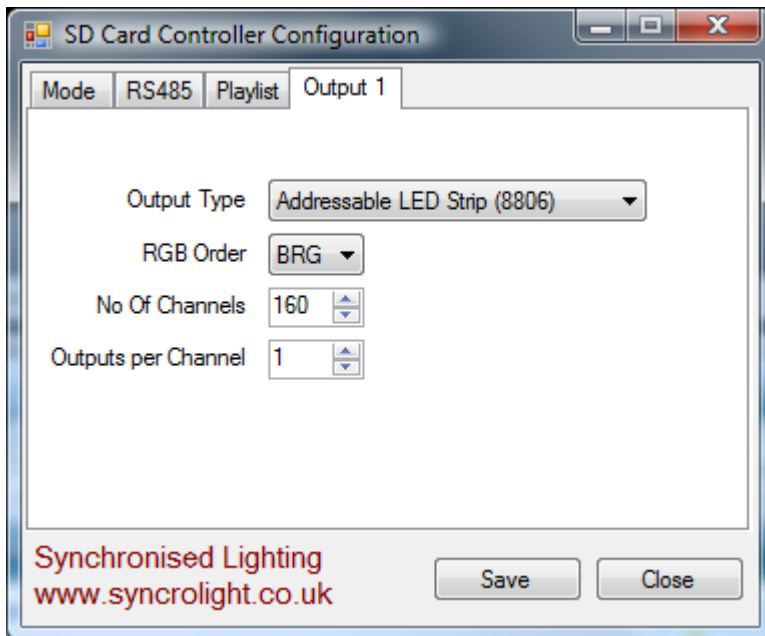 SD Card Controller Configuration
Mode RS485 Playlist Output 1
Output Type Addressable LED Strip (8806)
RGB Order BRG
No Of Channels 160
Outputs per Channel 1
Synchronised Lighting
www.syncrolight.co.uk
Save Close